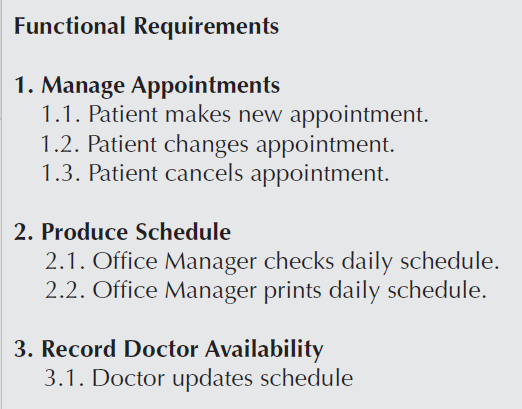 Functional Requirements
1. Manage Appointments
1.1. Patient makes new appointment.
1.2. Patient changes appointment.
1.3. Patient cancels appointment.
2. Produce Schedule
2.1. Office Manager checks daily schedule.
2.2. Office Manager prints daily schedule.
3. Record Doctor Availability
3.1. Doctor updates schedule